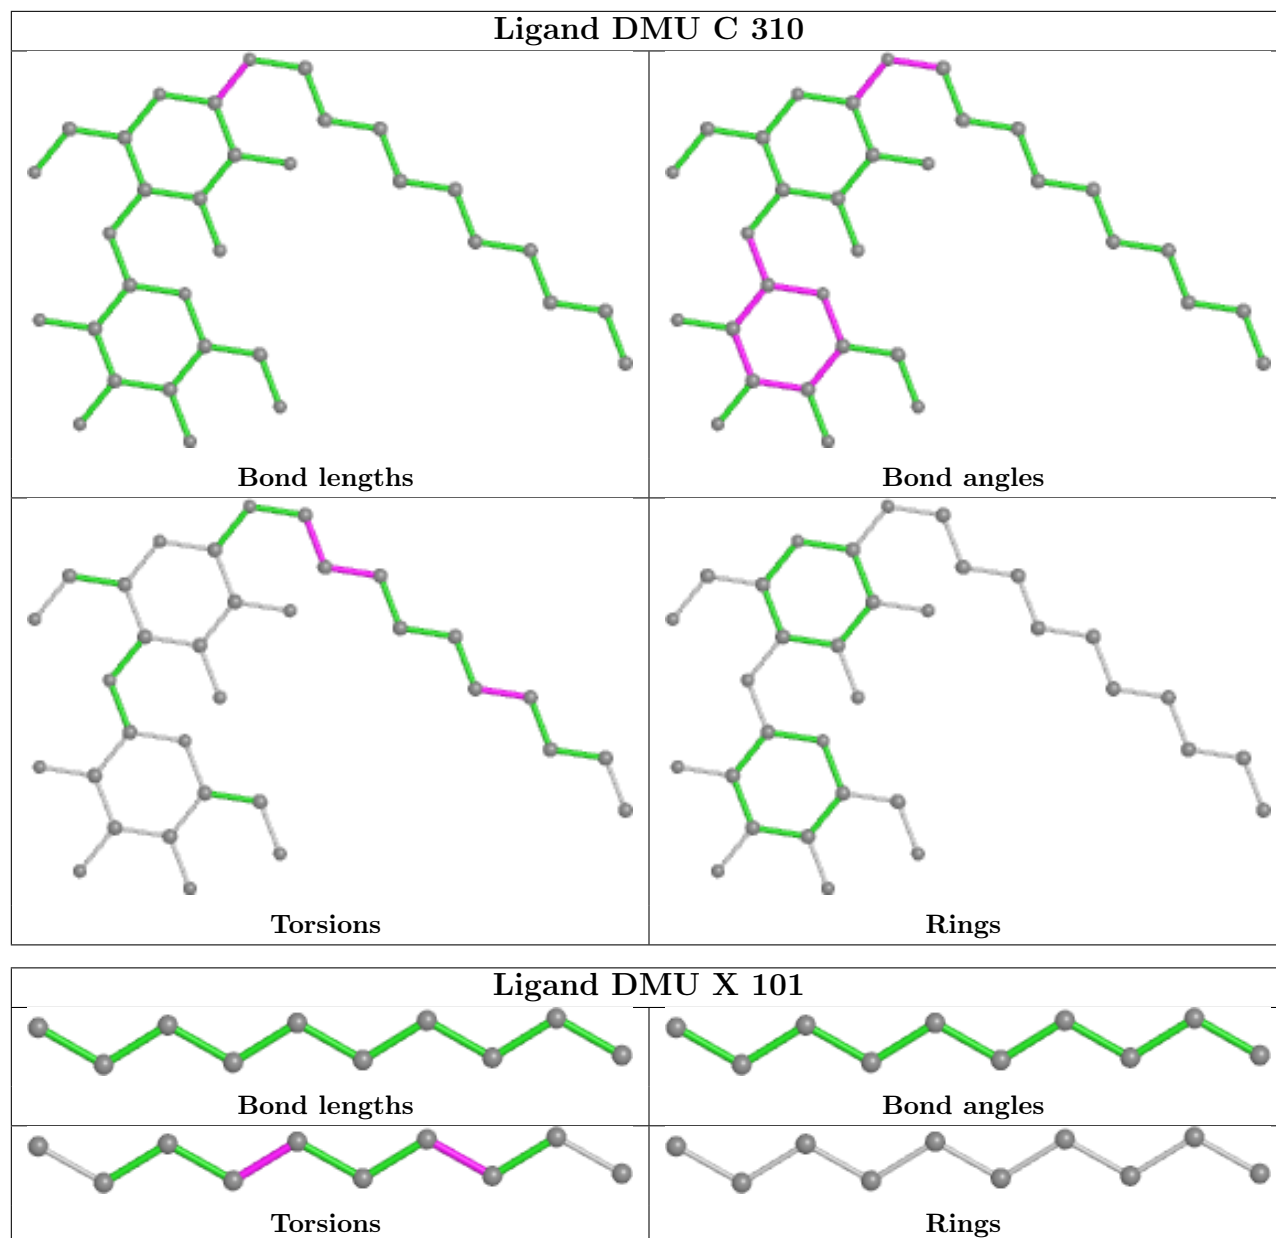 Ligand DMU C 310
Bond lengths
Bond angles
Torsions
Rings
Ligand DMU X 101
Bond lengths
Bond angles
Torsions
Rings